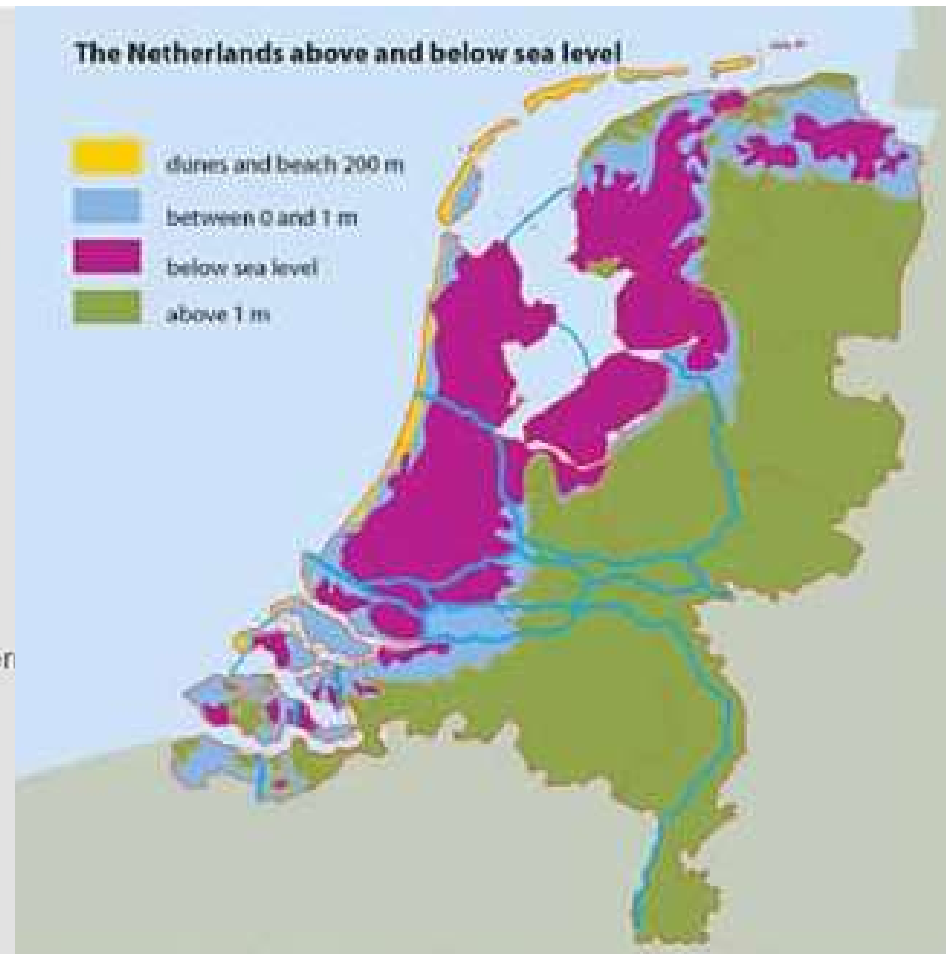 The Netherlands above and below sea level
dunes and beach 200 m
between 0 and 1 m
below sea level
above 1 m